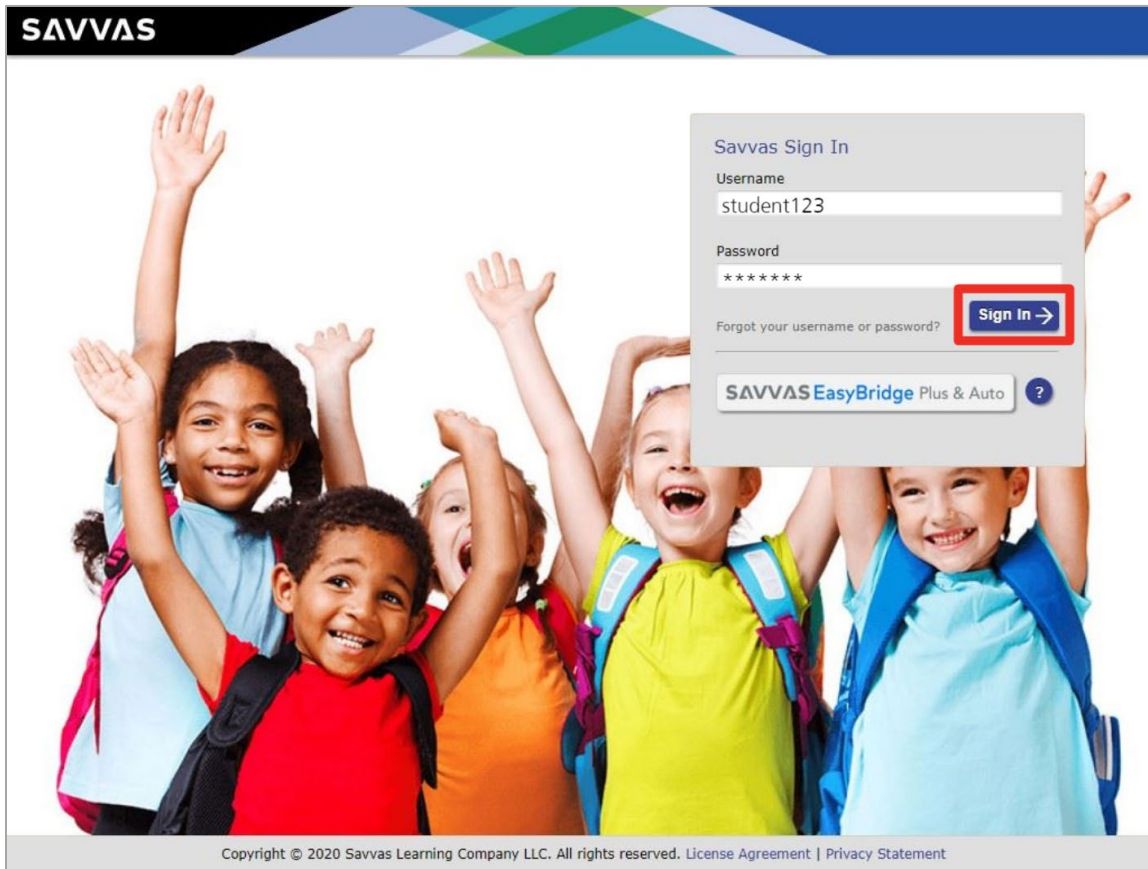 SAVVAS
Savvas Sign In
Username
student123
Password
*******
Forgot your username or password?
Sign In →
SAVVAS EasyBridge Plus & Auto ?
Copyright © 2020 Savvas Learning Company LLC. All rights reserved. License Agreement | Privacy Statement